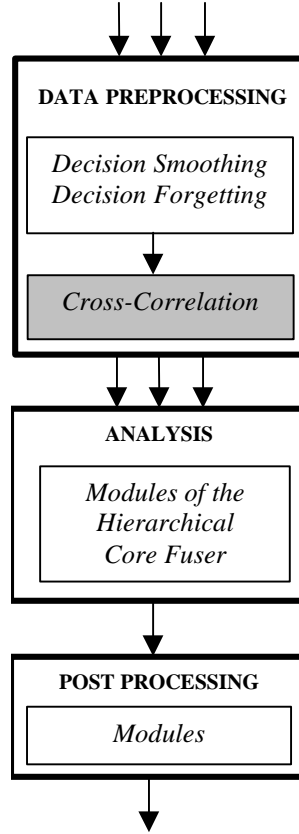 DATA PREPROCESSING
Decision Smoothing
Decision Forgetting
Cross-Correlation
ANALYSIS
Modules of the
Hierarchical
Core Fuser
POST PROCESSING
Modules